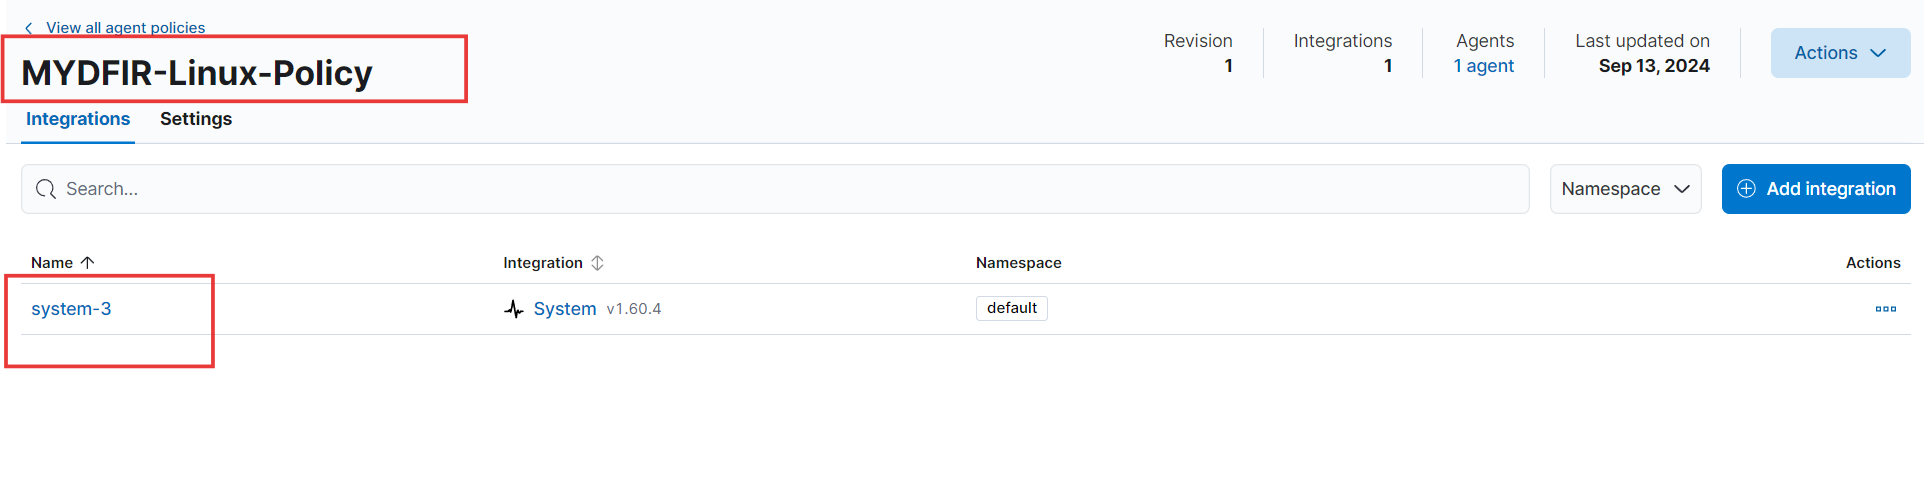 View all agent policies
MYDFIR-Linux-Policy
Revision
1
Integrations
1
Agents
1 agent
Last updated on
Sep 13, 2024
Actions
Integrations Settings
Search...
Namespace
Add integration
Name Integration Namespace Actions
system-3 System v1.60.4 default